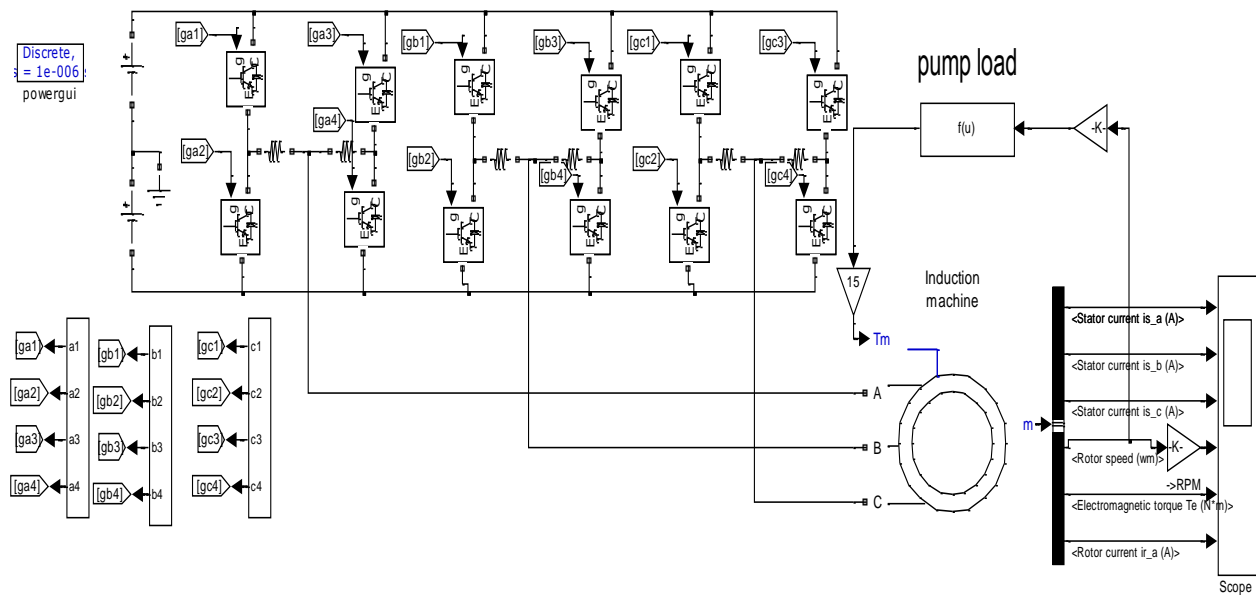 Discrete,
s = 1e-006
powergui
[ga1]
[ga3]
[gb1]
[gb3]
[gc1]
[gc3]
g
C
E
g
C
E
g
C
E
g
C
E
g
C
E
g
C
E
[ga2]
[ga4]
[gb2]
[gb4]
[gc2]
[gc4]
g
C
E
g
C
E
g
C
E
g
C
E
g
C
E
g
C
E
+
+
pump load
f(u)
-K-
15
Tm
Induction
machine
A
B
C
m
<Stator current is_a (A)>
<Stator current is_b (A)>
<Stator current is_c (A)>
<Rotor speed (wm)>
-K-
->RPM
<Electromagnetic torque Te (N*m)>
<Rotor current ir_a (A)>
Scope
[ga1]
a1
[ga2]
a2
[ga3]
a3
[ga4]
a4
[gb1]
b1
[gb2]
b2
[gb3]
b3
[gb4]
b4
[gc1]
c1
[gc2]
c2
[gc3]
c3
[gc4]
c4